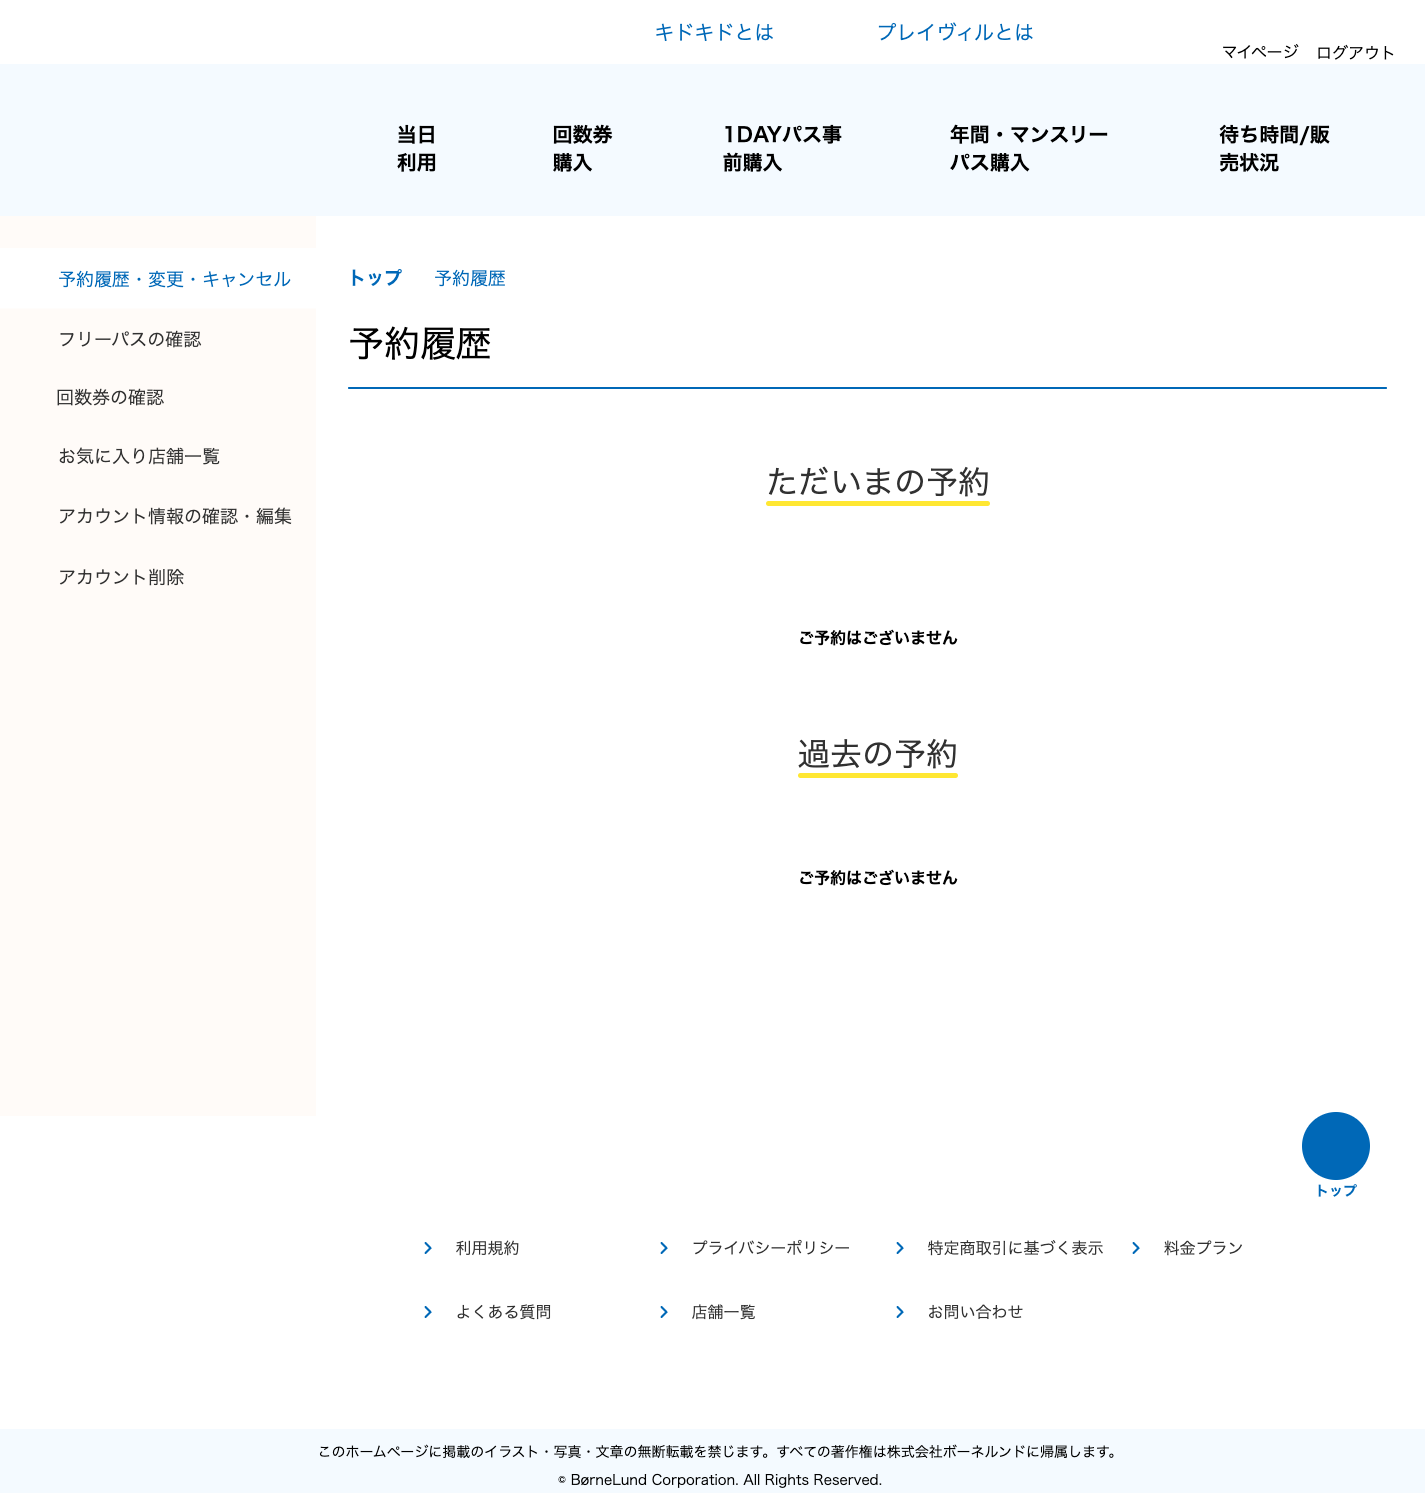 キドキドとは
プレイヴィルとは
マイページ
ログアウト
当日
利用
回数券
購入
1DAYパス事
前購入
年間・マンスリー
パス購入
待ち時間/販
売状況
予約履歴・変更・キャンセル
フリーパスの確認
回数券の確認
お気に入り店舗一覧
アカウント情報の確認・編集
アカウント削除
トップ 予約履歴
予約履歴
ただいまの予約
ご予約はございません
過去の予約
ご予約はございません
トップ
利用規約
プライバシーポリシー
特定商取引に基づく表示
料金プラン
よくある質問
店舗一覧
お問い合わせ
このホームページに掲載のイラスト・写真・文章の無断転載を禁じます。すべての著作権は株式会社ボーネルンドに帰属します。
© BørneLund Corporation. All Rights Reserved.